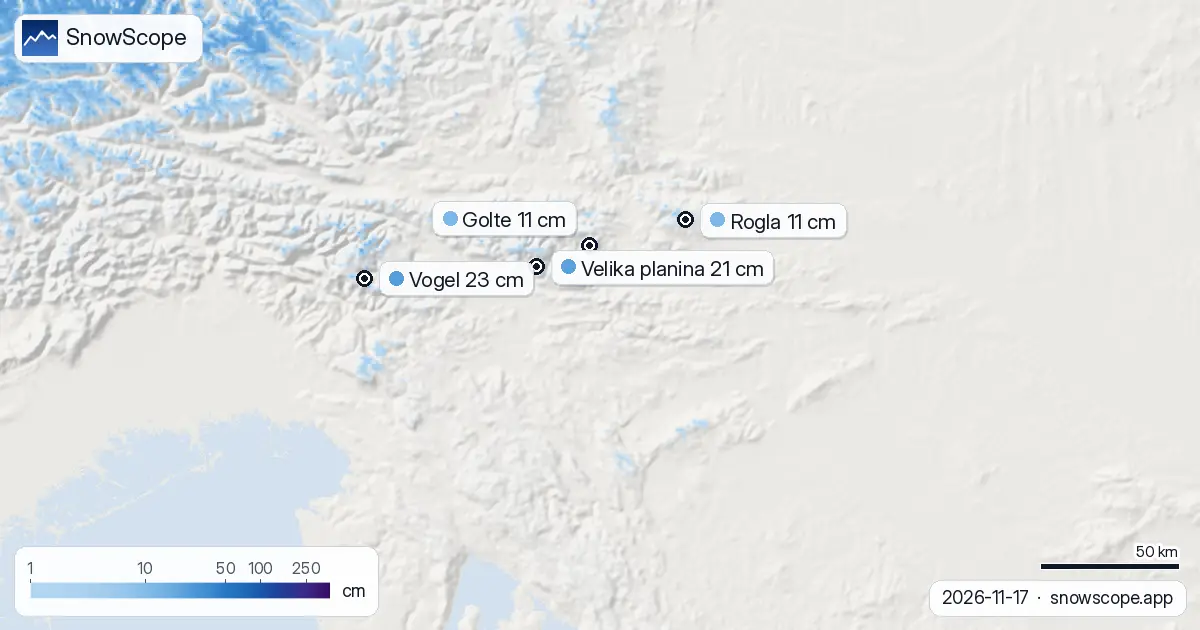 SnowScope
Golte 11 cm
Rogla 11 cm
Velika planina 21 cm
Vogel 23 cm
1 10 50 100 250
cm
50 km
2026-11-17 · snowscope.app